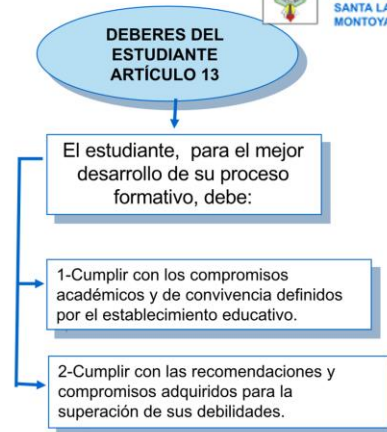 SANTA LA
MONTOYA
DEBERES DEL
ESTUDIANTE
ARTÍCULO 13
El estudiante, para el mejor
desarrollo de su proceso
formativo, debe:
1-Cumplir con los compromisos
académicos y de convivencia definidos
por el establecimiento educativo.
2-Cumplir con las recomendaciones y
compromisos adquiridos para la
superación de sus debilidades.